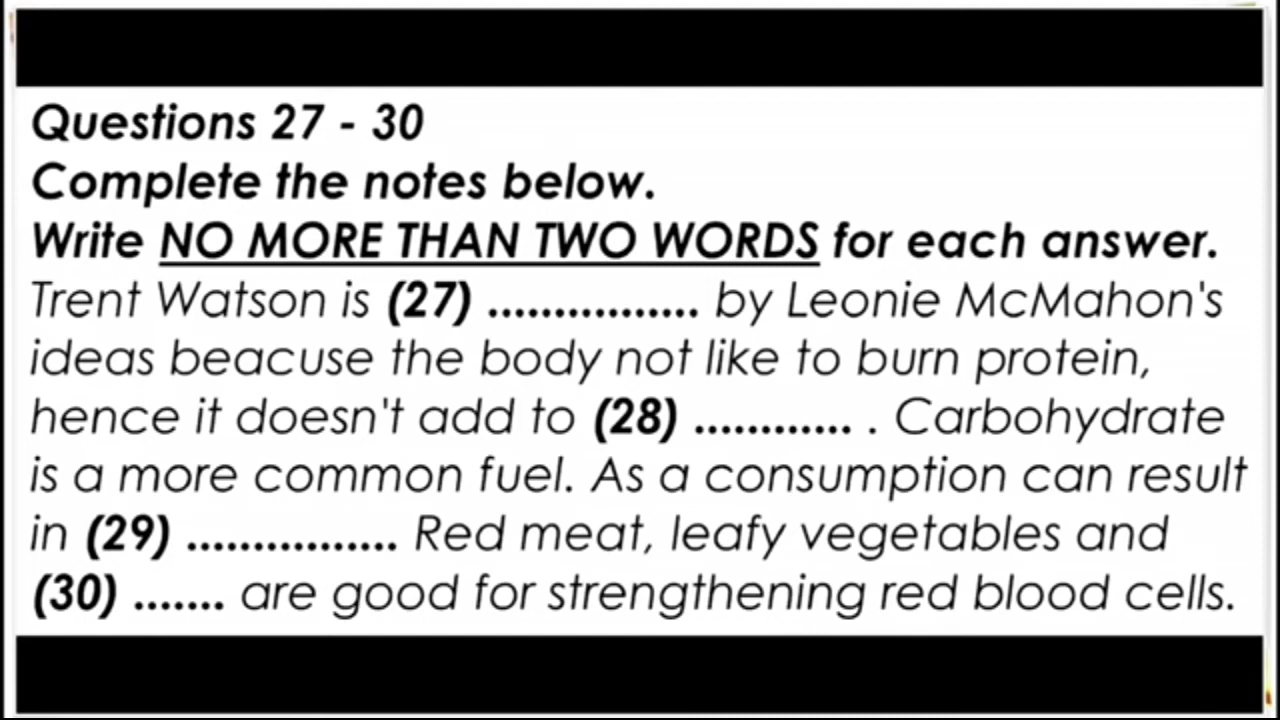 Questions 27 - 30
Complete the notes below.
Write NO MORE THAN TWO WORDS for each answer.
Trent Watson is (27) ................ by Leonie McMahon's
ideas beacuse the body not like to burn protein,
hence it doesn't add to (28) ............ . Carbohydrate
is a more common fuel. As a consumption can result
in (29) ................ Red meat, leafy vegetables and
(30) ....... are good for strengthening red blood cells.